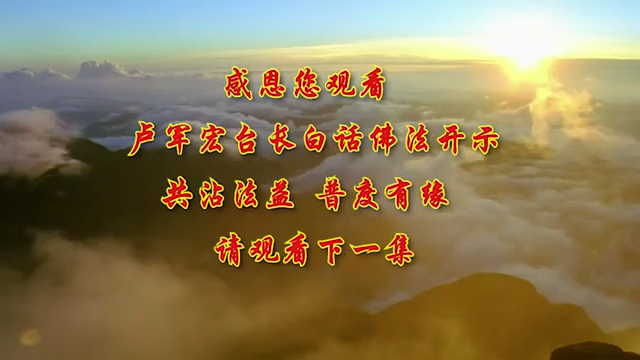 感恩您观看
卢军宏台长白话佛法开示
共沾法益 普度有缘
请观看下一集